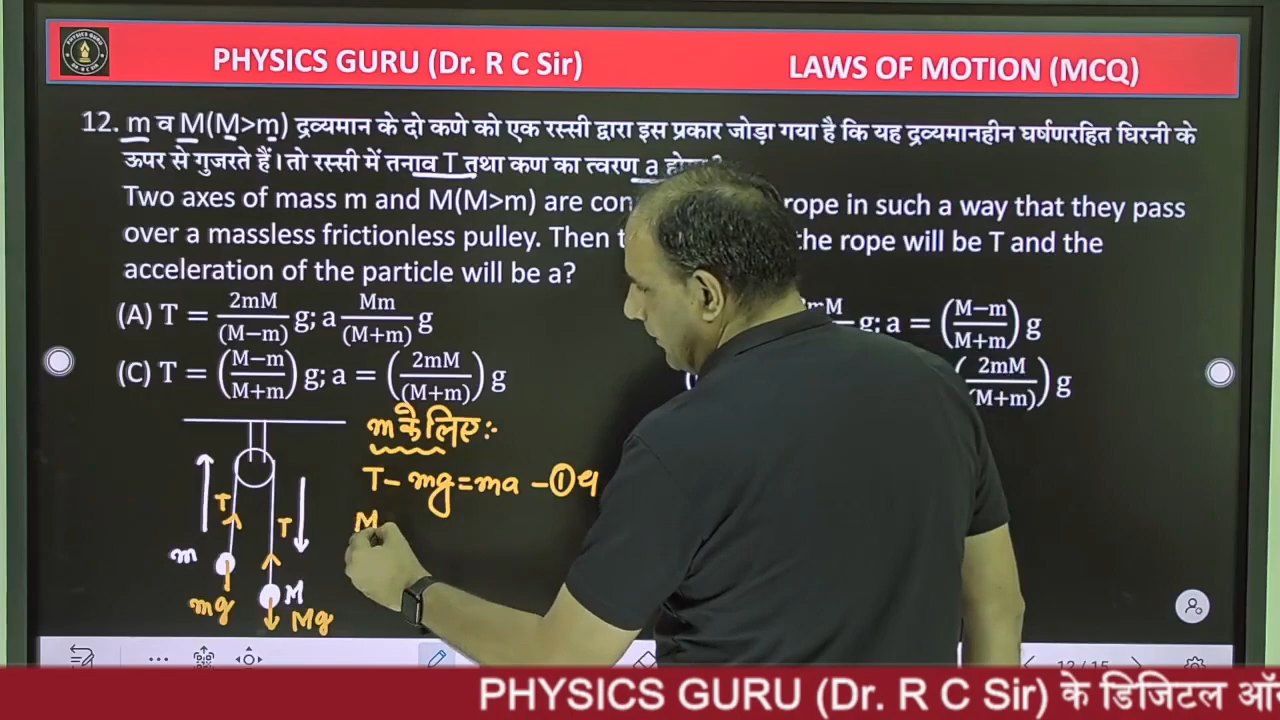 PHYSICS GURU (Dr. R C Sir)
LAWS OF MOTION (MCQ)
12. m व M(M>m) द्रव्यमान के दो कणे को एक रस्सी द्वारा इस प्रकार जोड़ा गया है कि यह द्रव्यमानहीन घर्षणरहित घिरनी के
ऊपर से गुजरते हैं। तो रस्सी में तनाव T तथा कण का त्वरण a
Two axes of mass m and M(M>m) are rope in such a way that they pass
over a massless frictionless pulley. Then the rope will be T and the
acceleration of the particle will be a?
(A) T = 2mM/(M−m) g; a Mm/(M+m) g
g; a = (M−m/M+m) g
(C) T = (M−m/M+m) g; a = (2mM/(M+m)) g
(2mM/(M+m)) g
m के लिए :-
T - mg = ma - ① व
M
T
T
m
M
mg
Mg
12 / 15
PHYSICS GURU (Dr. R C Sir) के डिजिटल